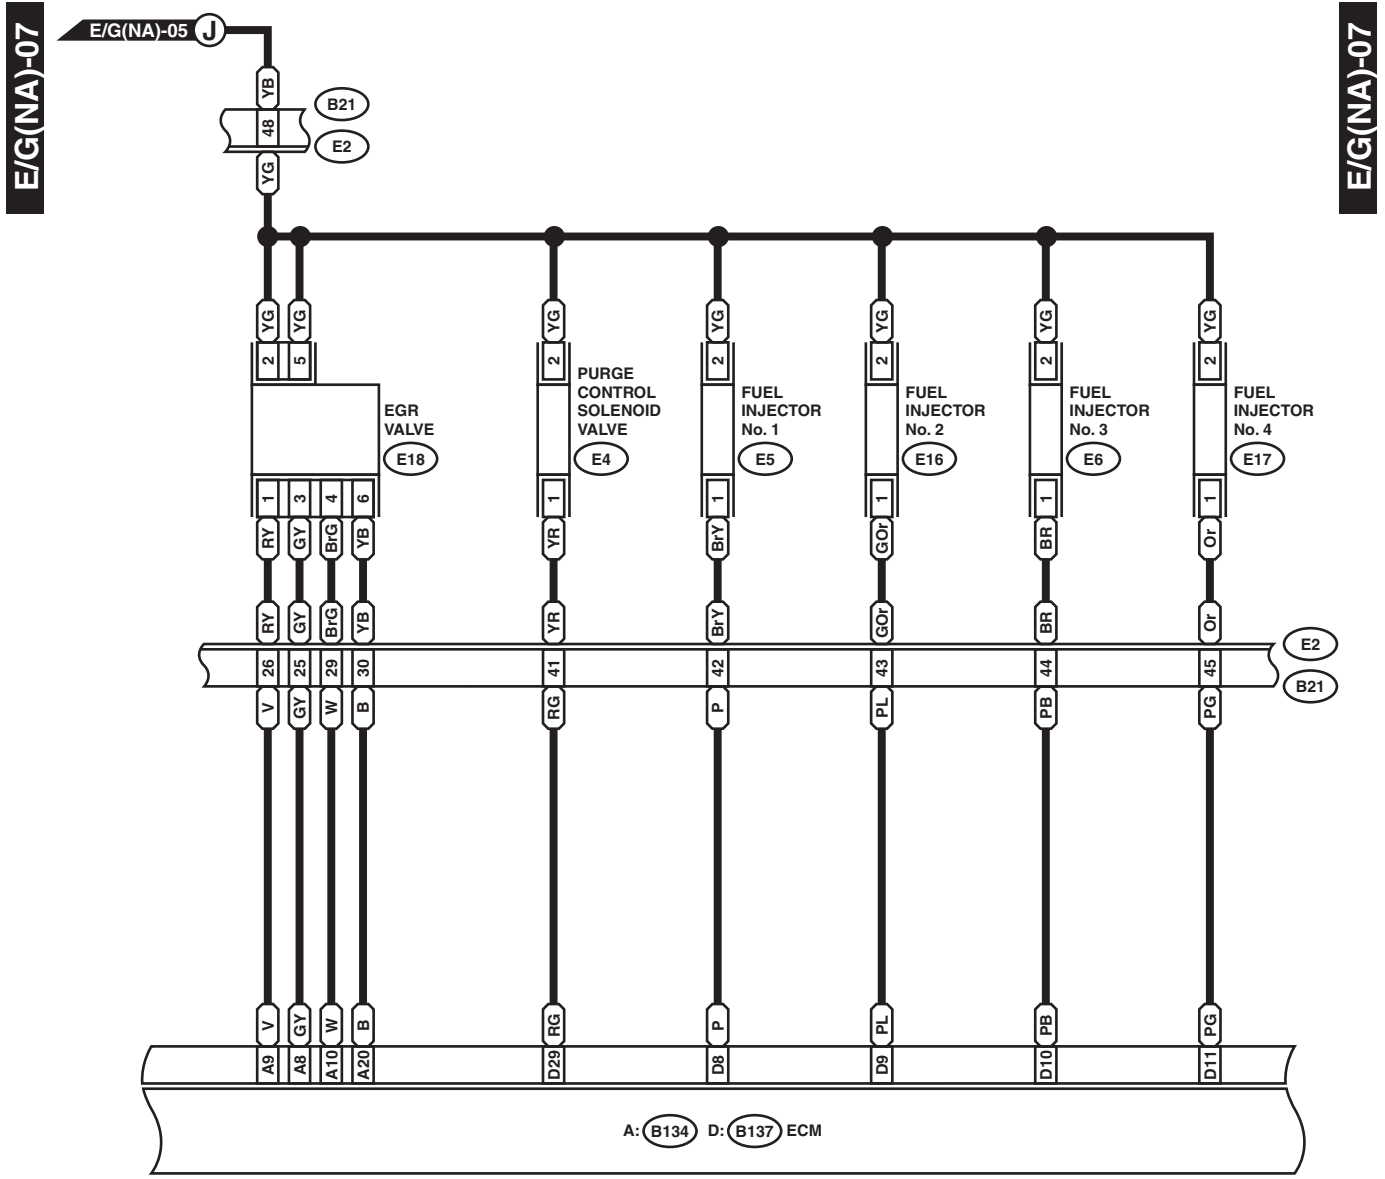 E/G(NA)-07
E/G(NA)-07
E/G(NA)-05 J
YB
48
YG
B21
E2
YG YG YG YG YG YG YG
2 5 2 2 2 2 2
EGR
VALVE
E18
PURGE
CONTROL
SOLENOID
VALVE
E4
FUEL
INJECTOR
No. 1
E5
FUEL
INJECTOR
No. 2
E16
FUEL
INJECTOR
No. 3
E6
FUEL
INJECTOR
No. 4
E17
1 3 4 6 1 1 1 1 1
RY GY BrG YB YR BrY GOr BR Or
RY GY BrG YB YR BrY GOr BR Or
E2
26 25 29 30 41 42 43 44 45
B21
V GY W B RG P PL PB PG
V GY W B RG P PL PB PG
A9 A8 A10 A20 D29 D8 D9 D10 D11
A: B134 D: B137 ECM